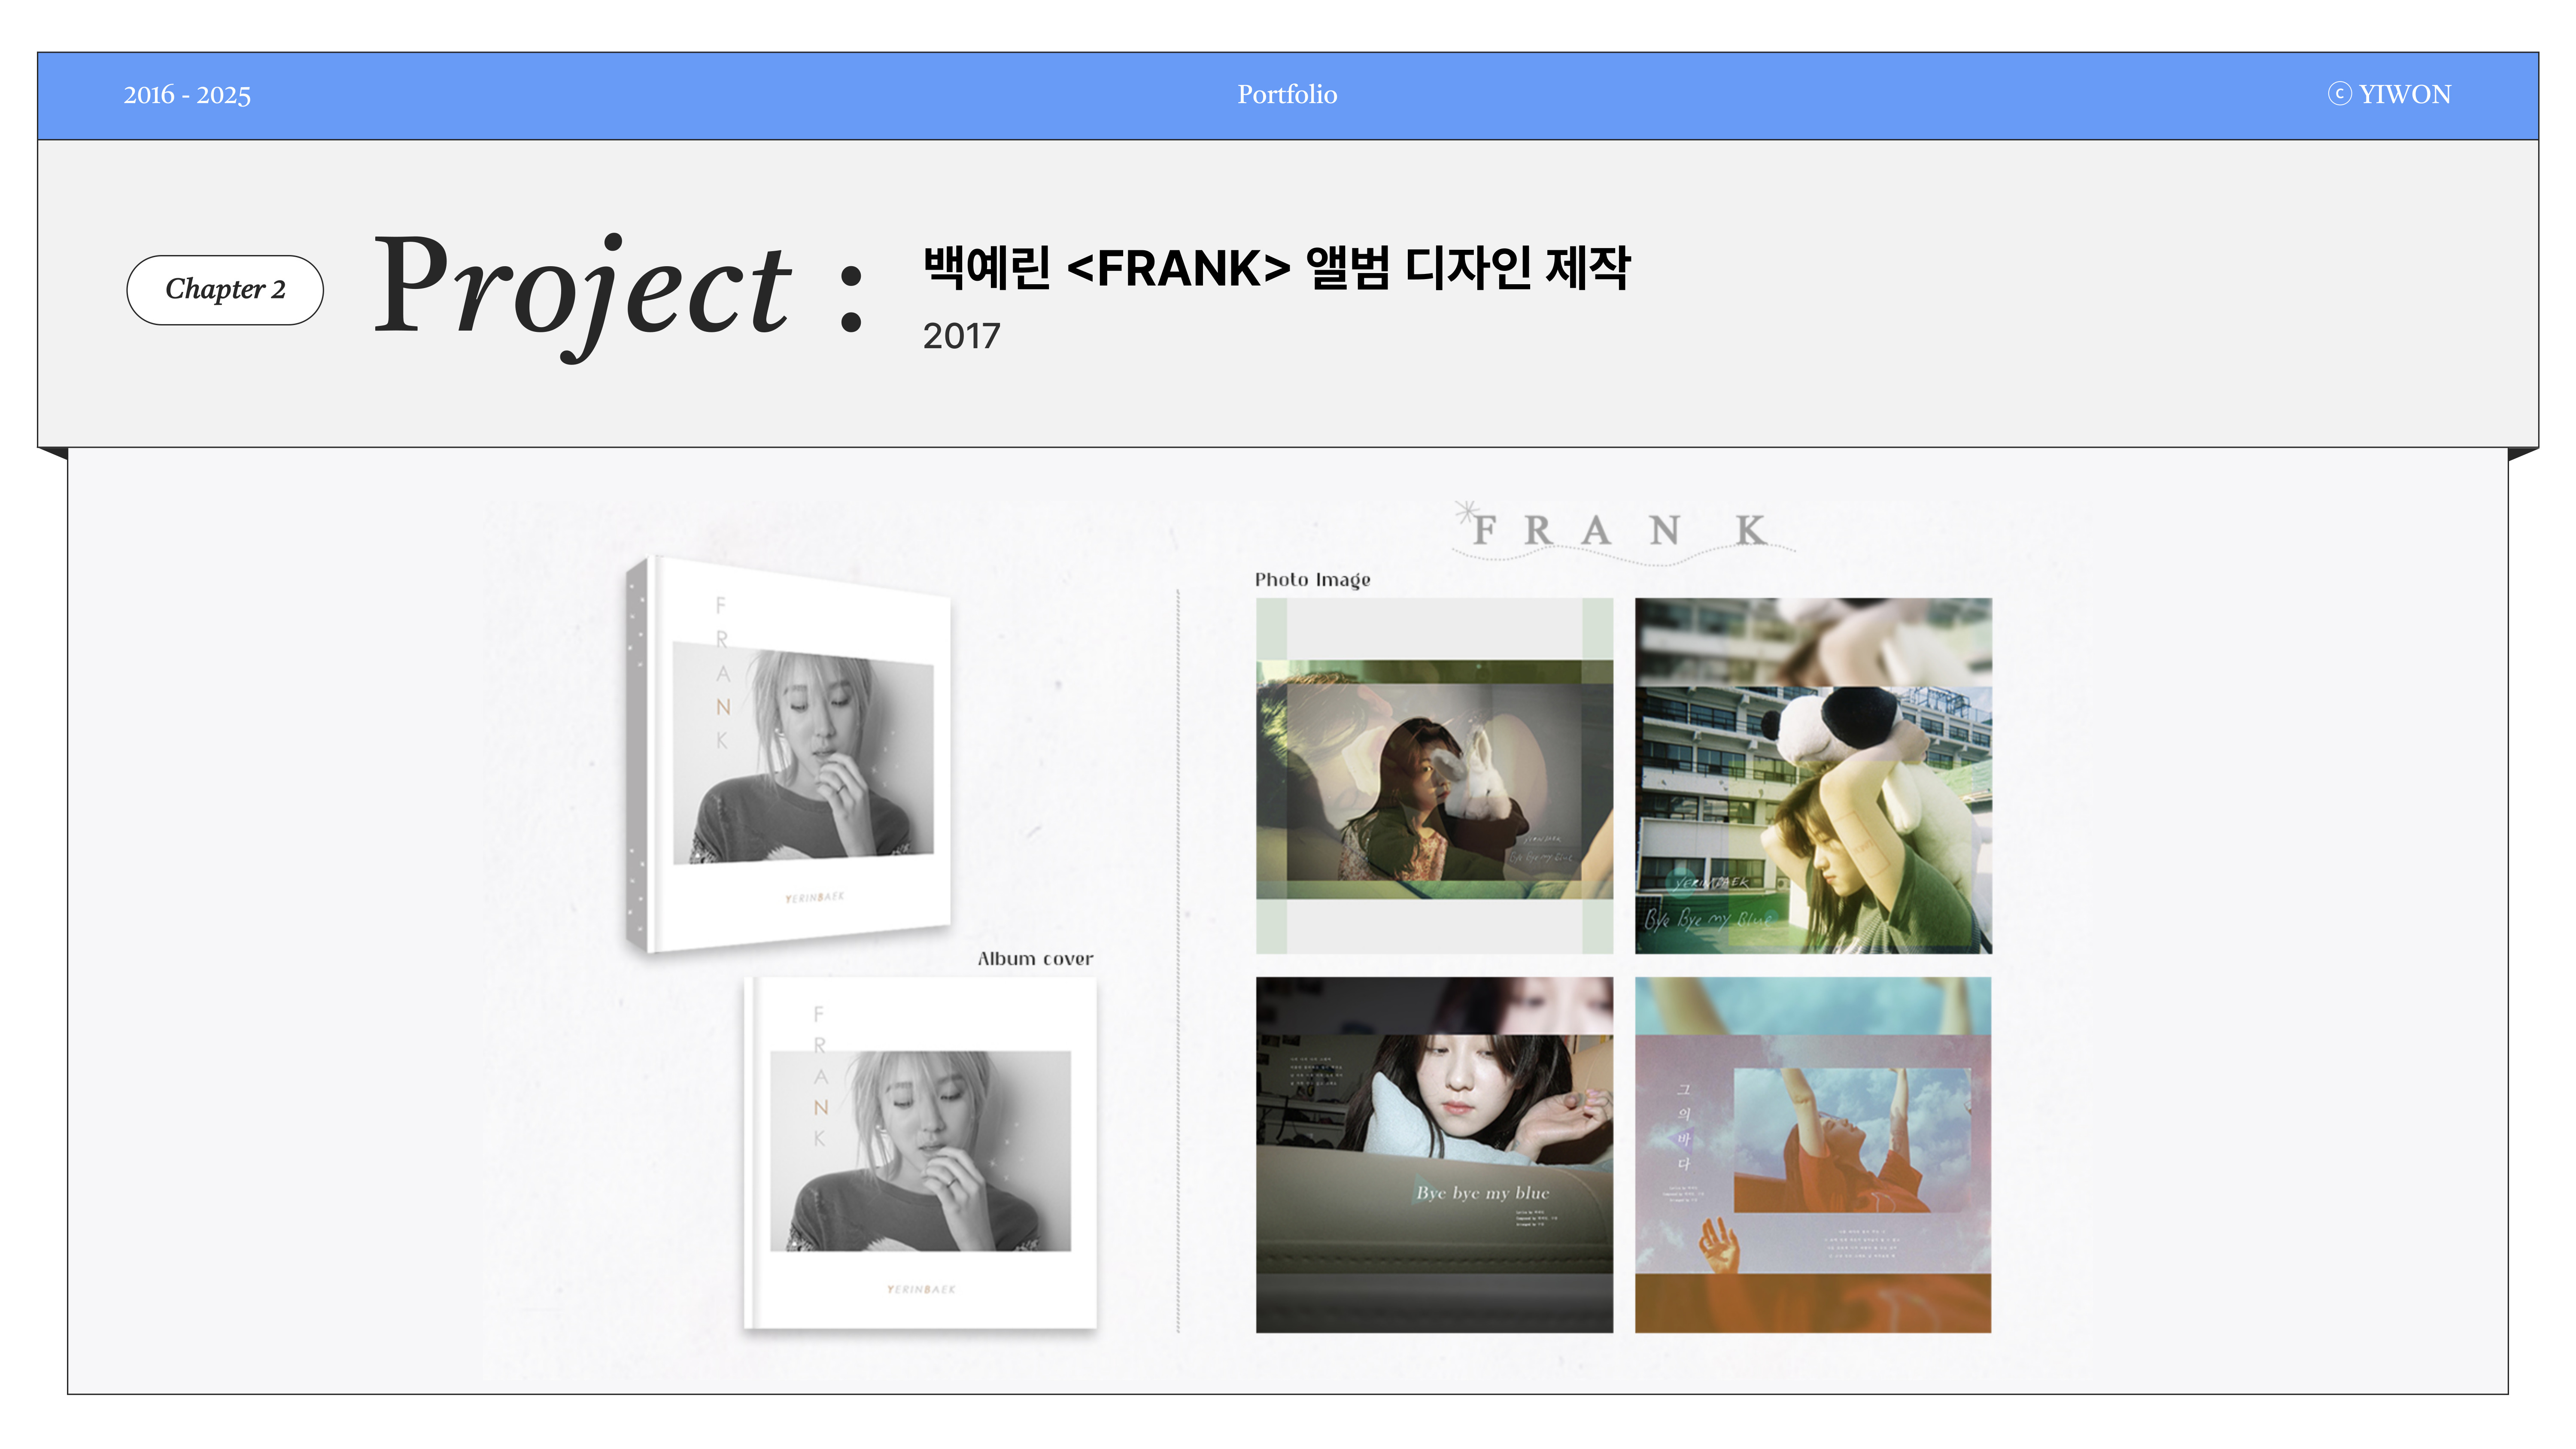 2016 - 2025
Portfolio
ⓒ YIWON
Chapter 2
Project :
백예린 <FRANK> 앨범 디자인 제작
2017
F R A N K
Photo Image
F
R
A
N
K
YERINBAEK
Album cover
F
R
A
N
K
YERINBAEK
YERINBAEK
Bye bye my blue
YERINBAEK
Bye Bye my Blue
Bye bye my blue
그
의
바
다